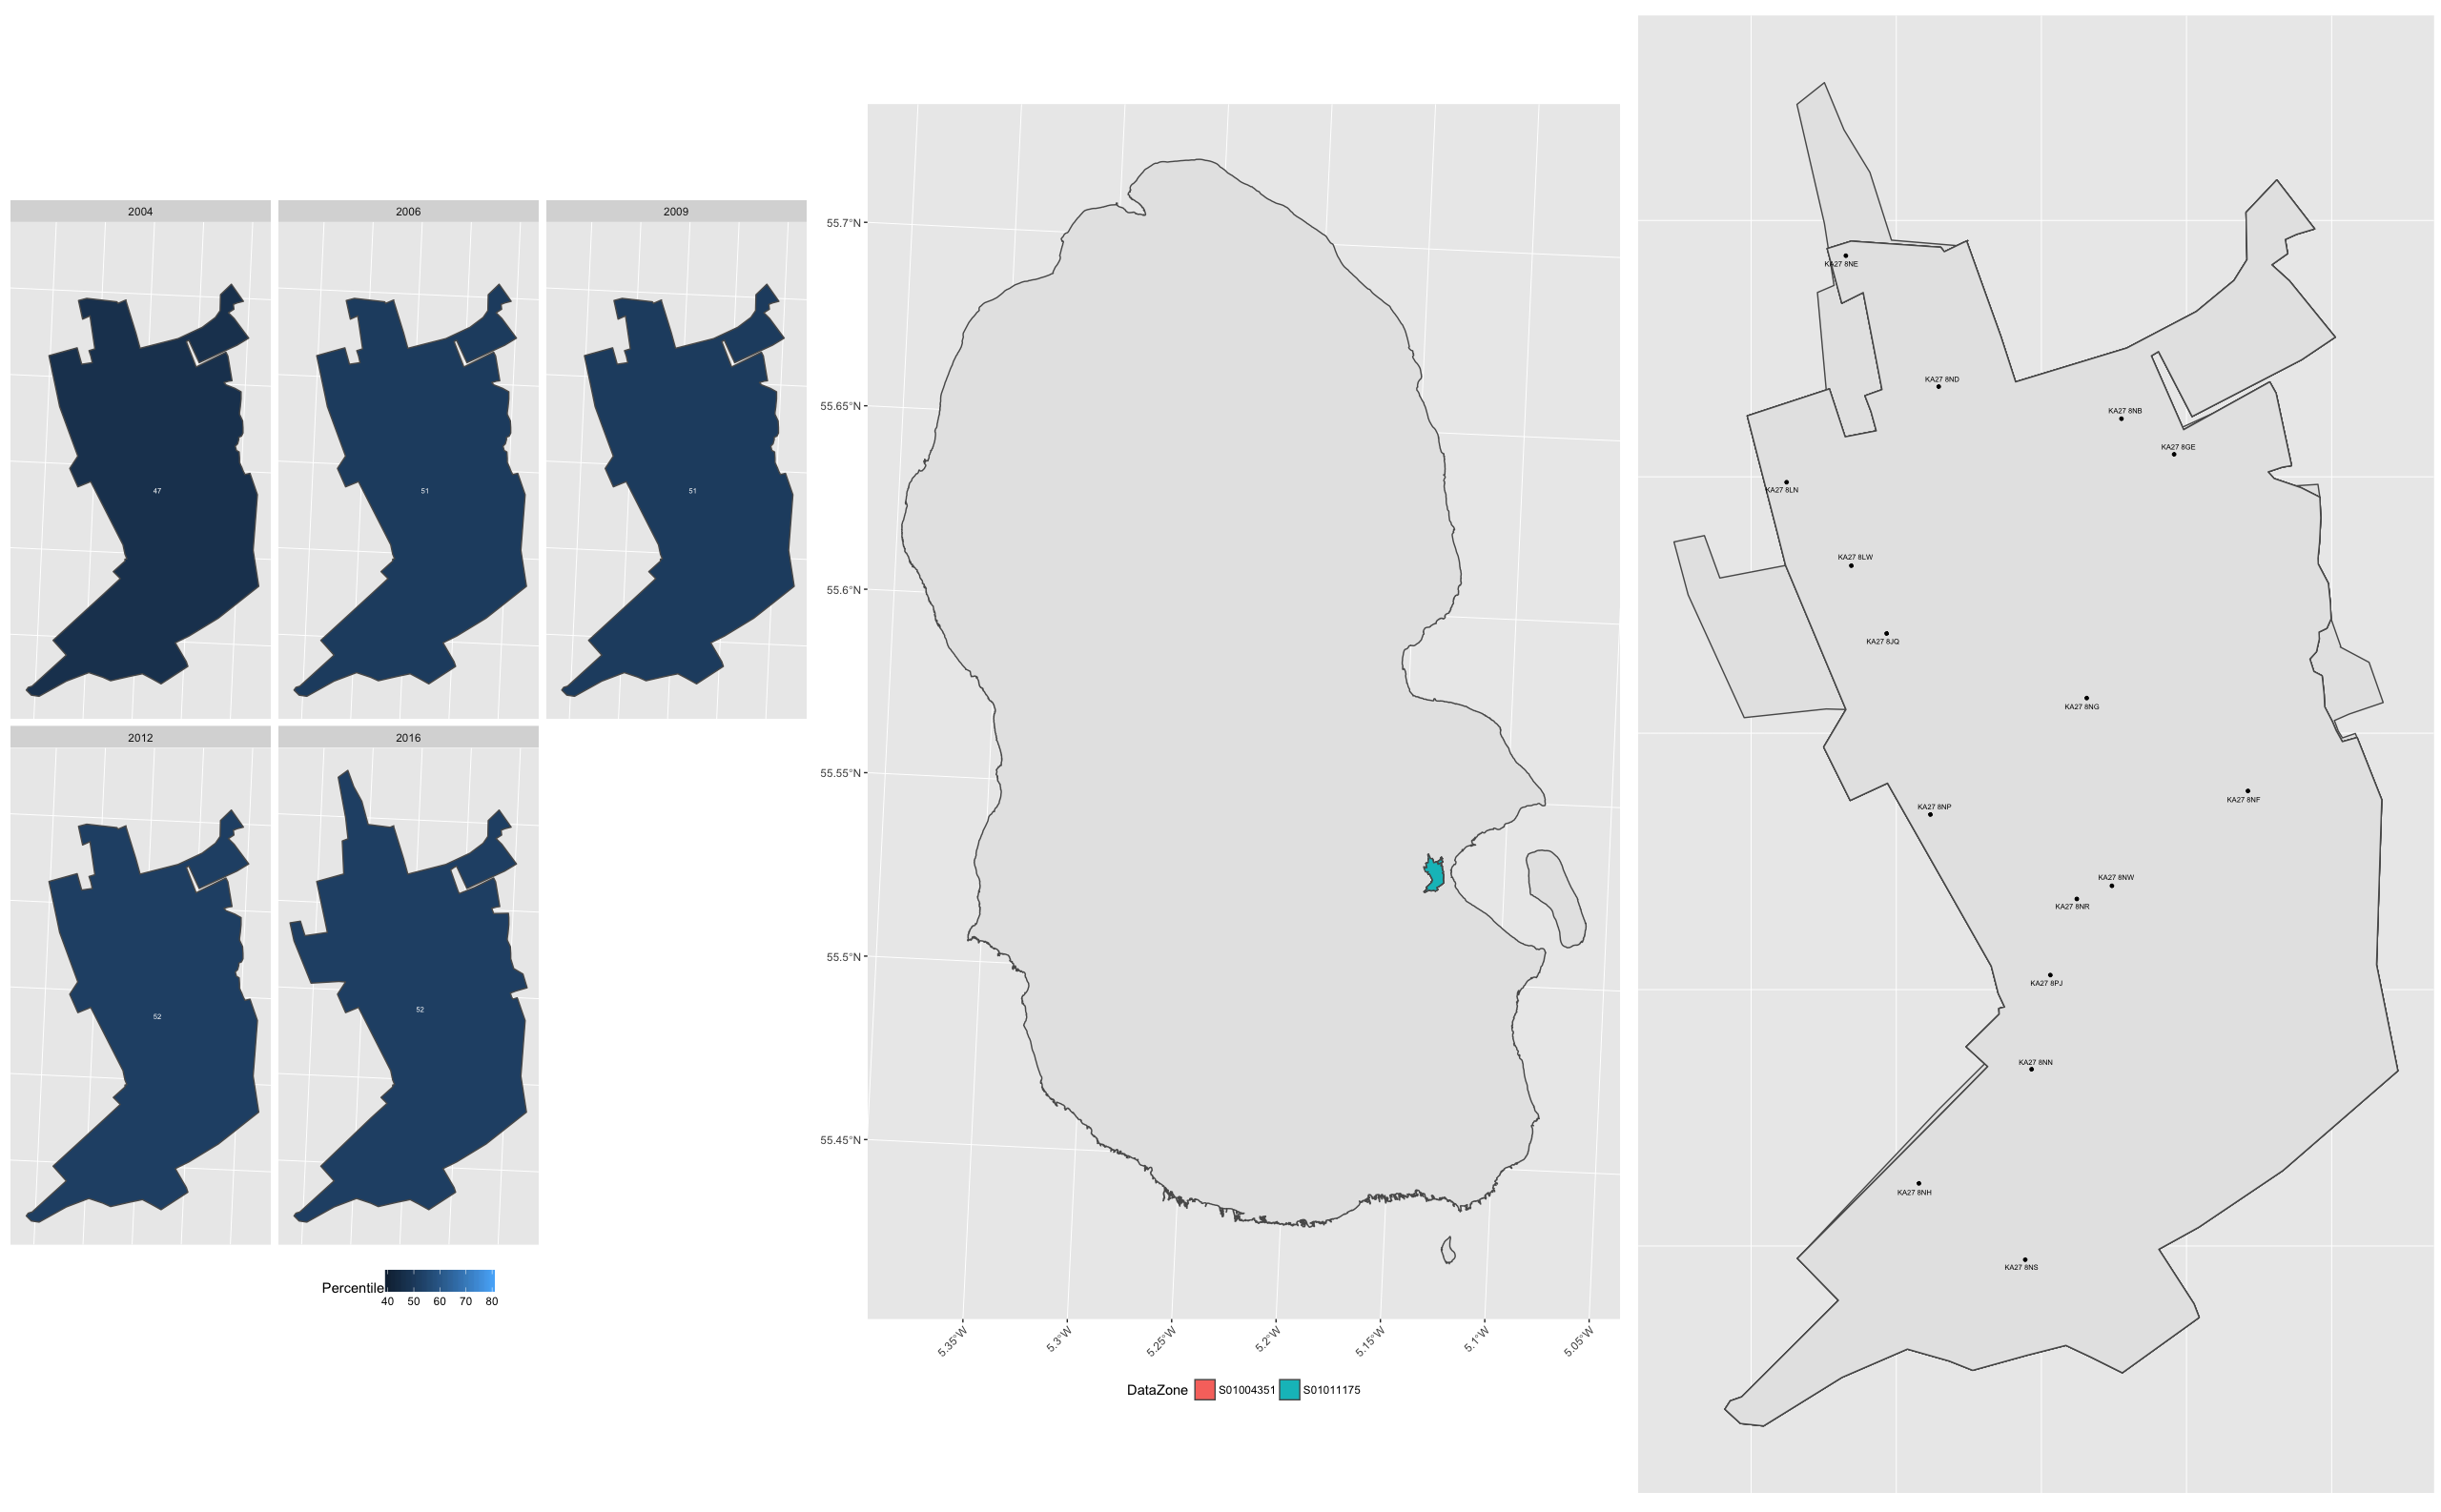 2004
2006
2009
47
51
51
2012
2016
52
52
Percentile
40 50 60 70 80
55.7°N
55.65°N
55.6°N
55.55°N
55.5°N
55.45°N
5.35°W
5.3°W
5.25°W
5.2°W
5.15°W
5.1°W
5.05°W
DataZone S01004351 S01011175
KA27 8NE
KA27 8ND
KA27 8NB
KA27 8GE
KA27 8LN
KA27 8LW
KA27 8JQ
KA27 8NG
KA27 8NF
KA27 8NP
KA27 8NW
KA27 8NR
KA27 8PJ
KA27 8NN
KA27 8NH
KA27 8NS